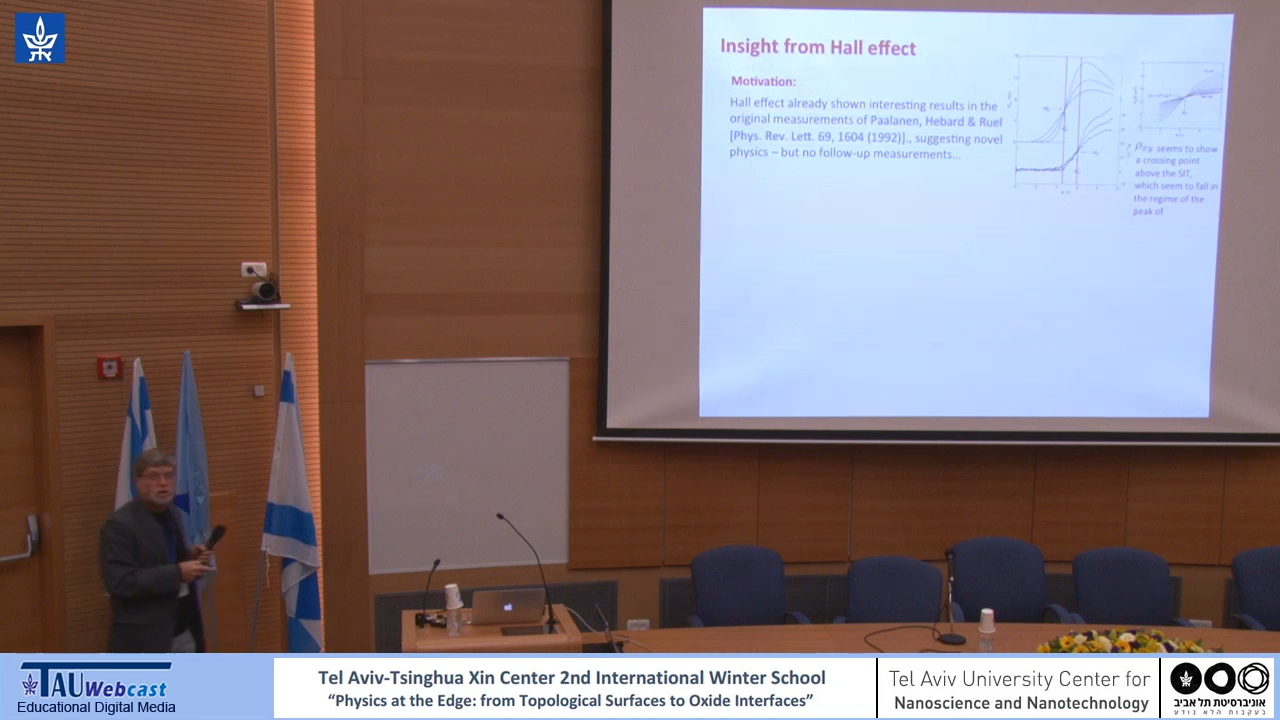 Insight from Hall effect
Motivation:
Hall effect already shown interesting results in the
original measurements of Paalanen, Hebard & Ruel
[Phys. Rev. Lett. 69, 1604 (1992)]., suggesting novel
physics – but no follow-up measurements...
seems to show
a crossing point
above the SIT,
which seem to fall in
the regime of the
peak of
TAU Webcast
Educational Digital Media
Tel Aviv-Tsinghua Xin Center 2nd International Winter School
“Physics at the Edge: from Topological Surfaces to Oxide Interfaces”
Tel Aviv University Center for
Nanoscience and Nanotechnology
אוניברסיטת תל אביב
בעקבות הלא נודע